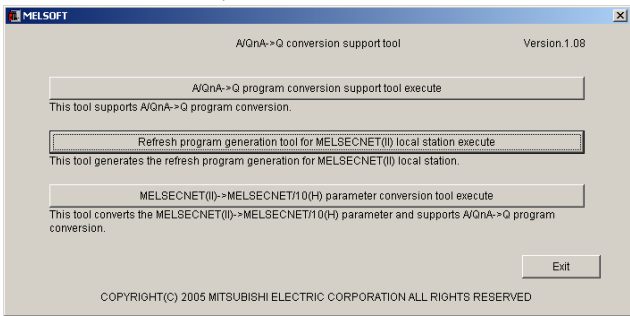 MELSOFT
A/QnA->Q conversion support tool Version.1.08
A/QnA->Q program conversion support tool execute
This tool supports A/QnA->Q program conversion.
Refresh program generation tool for MELSECNET(II) local station execute
This tool generates the refresh program generation for MELSECNET(II) local station.
MELSECNET(II)->MELSECNET/10(H) parameter conversion tool execute
This tool converts the MELSECNET(II)->MELSECNET/10(H) parameter and supports A/QnA->Q program
conversion.
Exit
COPYRIGHT(C) 2005 MITSUBISHI ELECTRIC CORPORATION ALL RIGHTS RESERVED